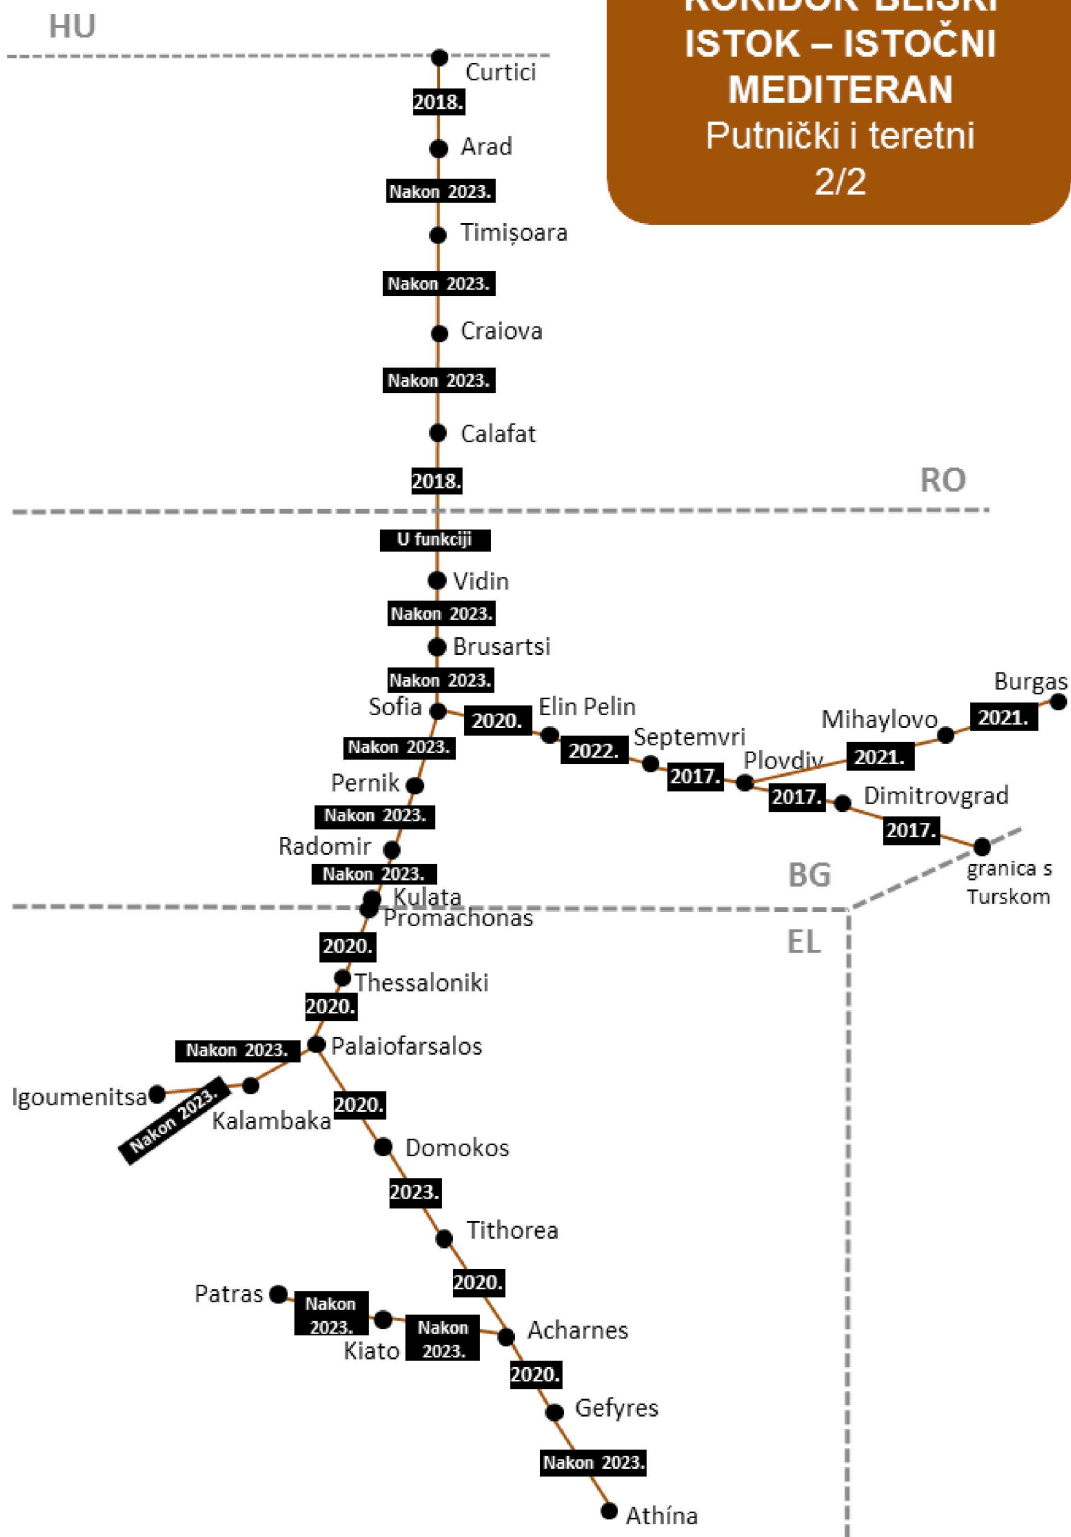 HU
KORIDOR BLISKI
ISTOK – ISTOČNI
MEDITERAN
Putnički i teretni
2/2
Curtici
2018.
Arad
Nakon 2023.
Timișoara
Nakon 2023.
Craiova
Nakon 2023.
Calafat
2018.
RO
U funkciji
Vidin
Nakon 2023.
Brusartsi
Nakon 2023.
Sofia
2020.
Elin Pelin
2022.
Septemvri
2017.
Plovdiv
2021.
Mihaylovo
2021.
Burgas
2017.
Dimitrovgrad
2017.
granica s
Turskom
Nakon 2023.
Pernik
Nakon 2023.
Radomir
Nakon 2023.
BG
Kulata
Promachonas
EL
2020.
Thessaloniki
2020.
Palaiofarsalos
Nakon 2023.
Kalambaka
Nakon 2023.
Igoumenitsa
2020.
Domokos
2023.
Tithorea
2020.
Acharnes
Nakon
2023.
Kiato
Nakon
2023.
Patras
2020.
Gefyres
Nakon 2023.
Athína